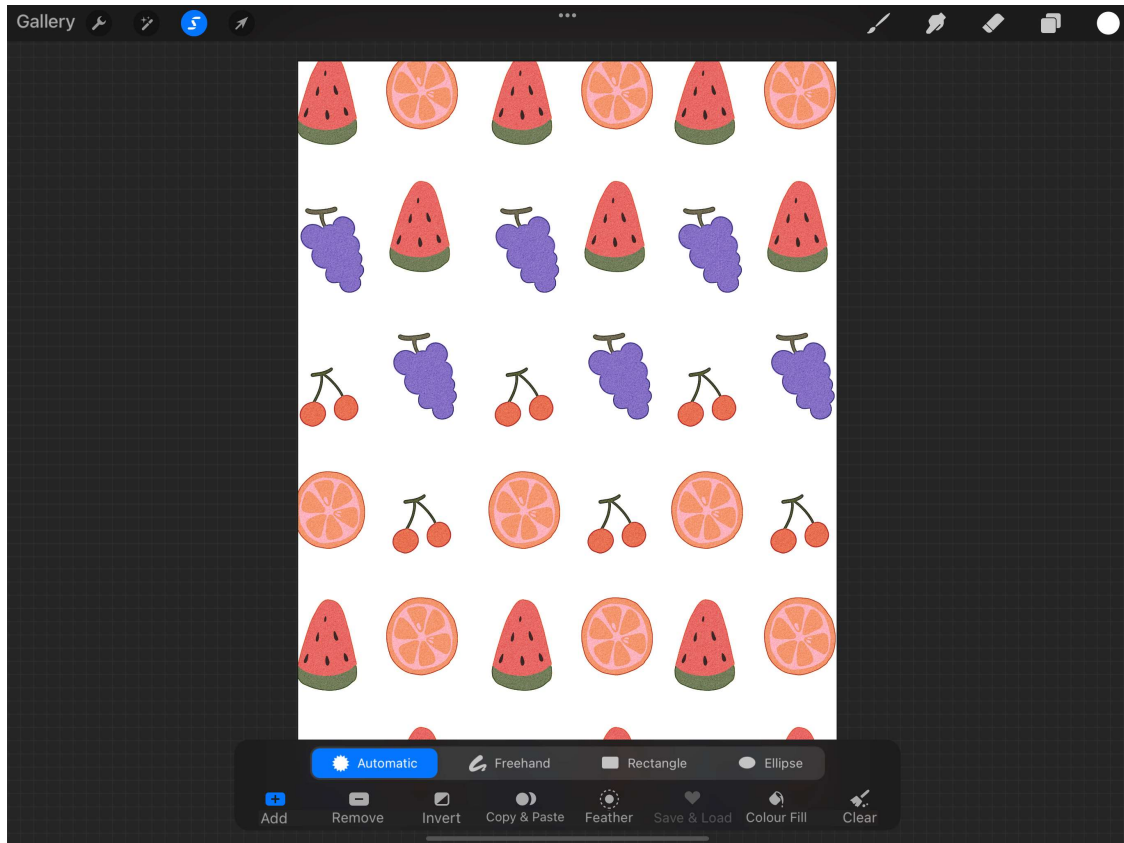 Gallery
Automatic Freehand Rectangle Ellipse
Add Remove Invert Copy & Paste Feather Save & Load Colour Fill Clear